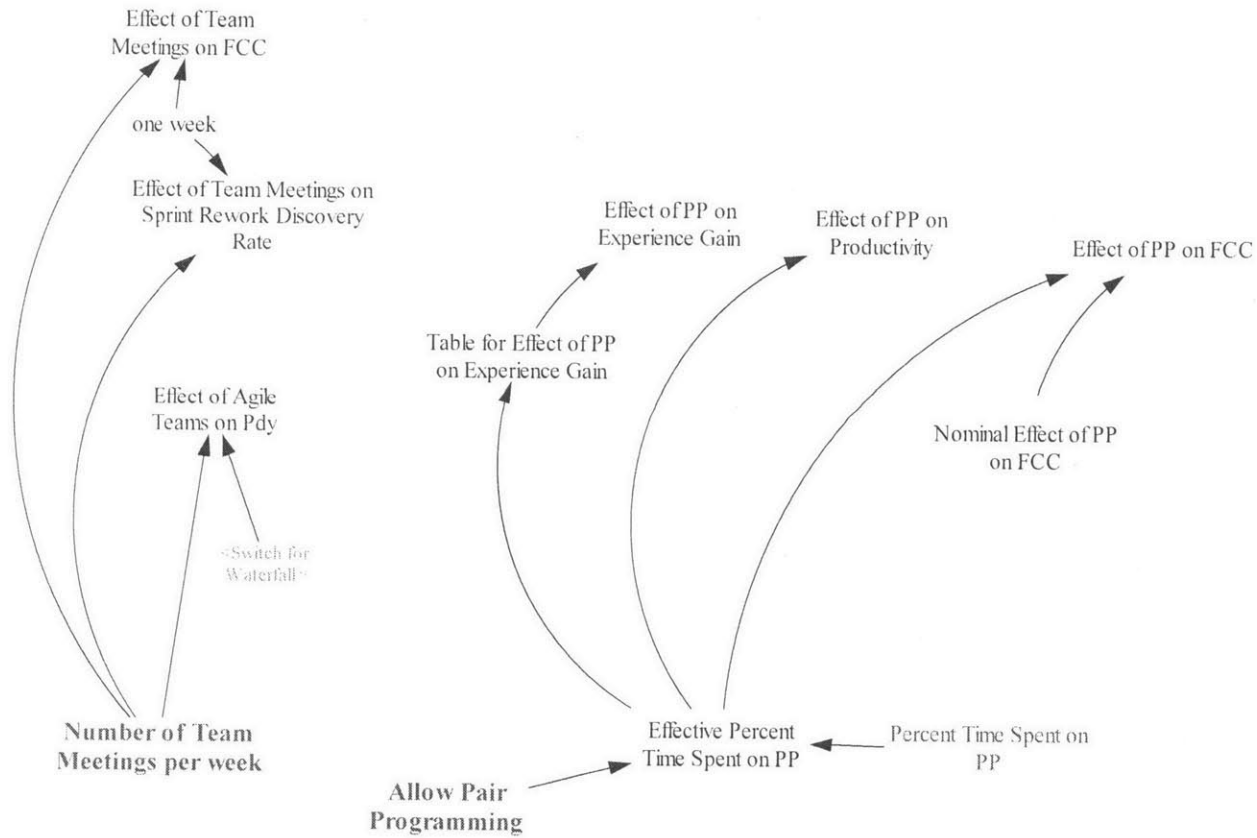 Effect of Team
Meetings on FCC
one week
Effect of Team Meetings on
Sprint Rework Discovery
Rate
Effect of PP on
Experience Gain
Effect of PP on
Productivity
Effect of PP on FCC
Table for Effect of PP
on Experience Gain
Effect of Agile
Teams on Pdy
Nominal Effect of PP
on FCC
<Switch for
Waterfall>
Number of Team
Meetings per week
Effective Percent
Time Spent on PP
Percent Time Spent on
PP
Allow Pair
Programming